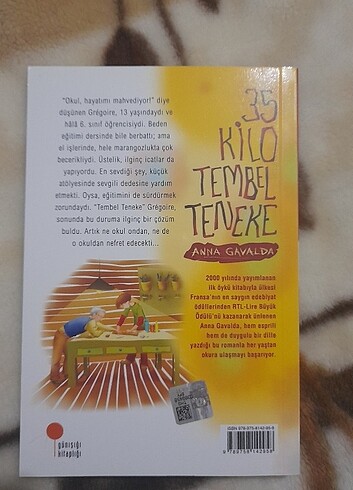 "Okul, hayatımı mahvediyor!" diye
düşünen Grégoire, 13 yaşındaydı ve
hâlâ 6. sınıf öğrencisiydi. Beden
eğitimi dersinde bile berbattı; ama
el işlerinde, hele marangozlukta çok
becerikliydi. Üstelik, ilginç icatlar da
yapıyordu. En sevdiği şey, küçük
atölyesinde sevgili dedesine yardım
etmekti. Oysa, eğitimini de sürdürmek
zorundaydı. "Tembel Teneke" Grégoire,
sonunda bu duruma ilginç bir çözüm
buldu. Artık ne okul ondan, ne de
o okuldan nefret edecekti...
35
KİLO
TEMBEL
TENEKE
ANNA GAVALDA
2000 yılında yayımlanan
ilk öykü kitabıyla ülkesi
Fransa'nın en saygın edebiyat
ödüllerinden RTL-Lire Büyük
Ödülü'nü kazanarak ünlenen
Anna Gavalda, hem esprili
hem de duygulu bir dille
yazdığı bu romanla her yaştan
okura ulaşmayı başarıyor.
günışığı
kitaplığı